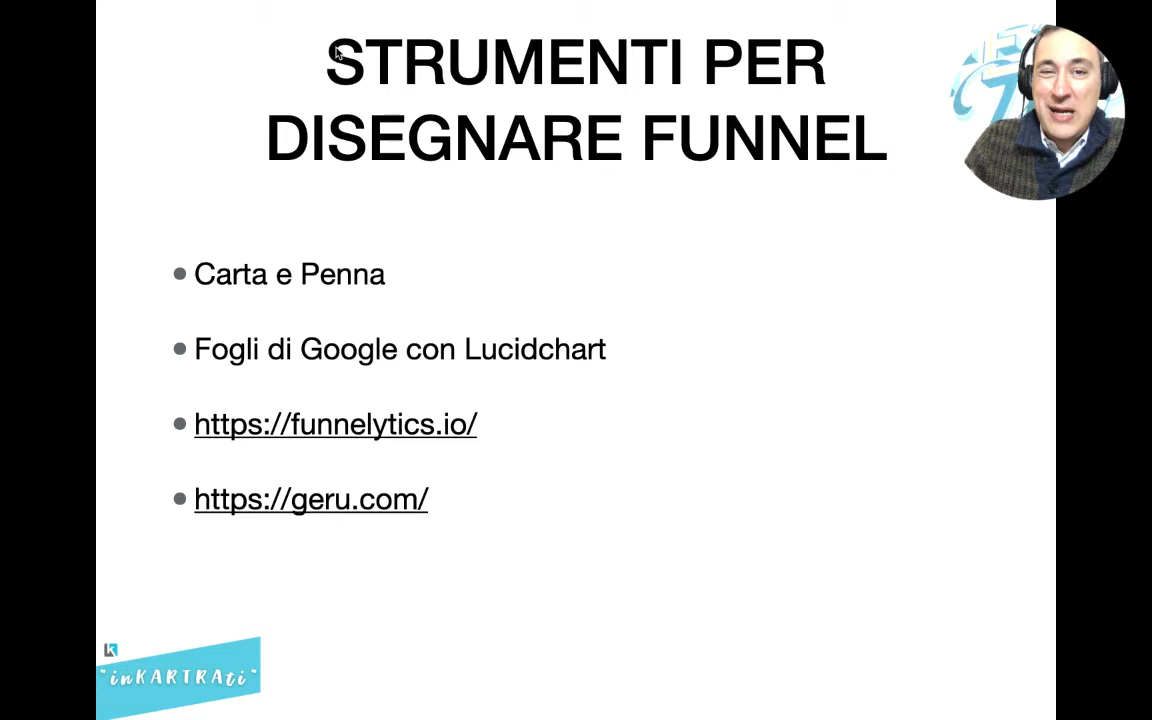 STRUMENTI PER
DISEGNARE FUNNEL
Carta e Penna
Fogli di Google con Lucidchart
https://funnelytics.io/
https://geru.com/
"inKARTRAti"